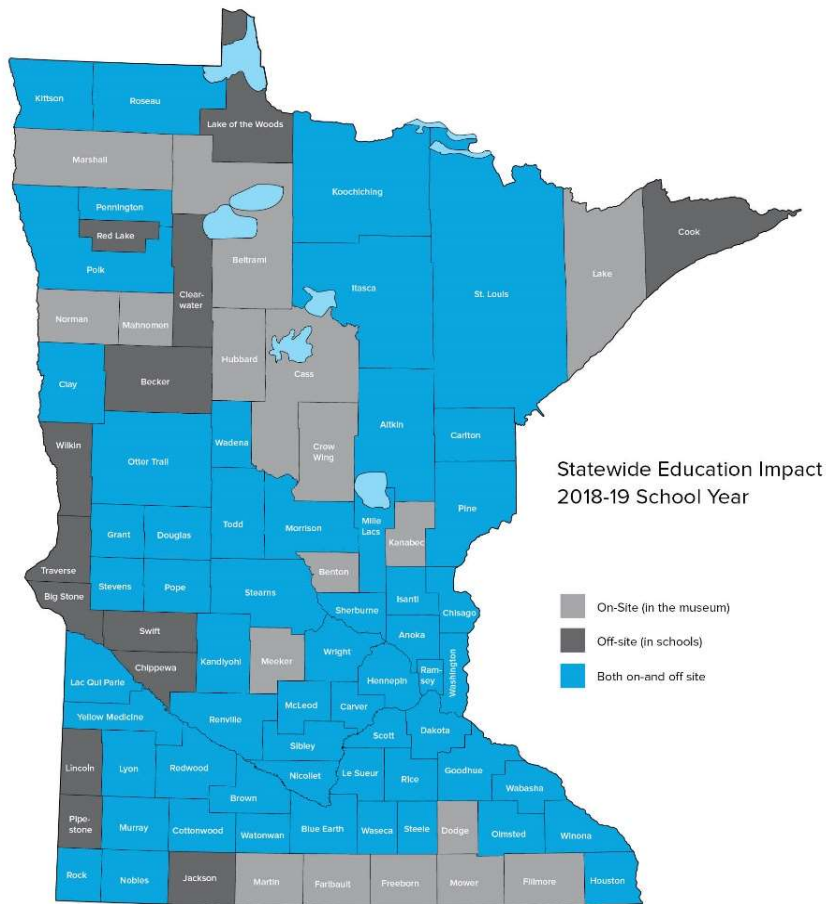 Kittson
Roseau
Lake of the Woods
Marshall
Koochiching
Pennington
Red Lake
Polk
Beltrami
Clear-
water
Itasca
St. Louis
Lake
Cook
Norman
Mahnomen
Hubbard
Cass
Clay
Becker
Wadena
Crow
Wing
Aitkin
Carlton
Wilkin
Otter Trail
Statewide Education Impact
2018-19 School Year
Todd
Morrison
Mille
Lacs
Pine
Grant
Douglas
Kanabec
Traverse
Benton
Big Stone
Stevens
Pope
Stearns
Isanti
Sherburne
Chisago
On-Site (in the museum)
Swift
Anoka
Off-site (in schools)
Chippewa
Kandiyohi
Meeker
Wright
Hennepin
Ram-
sey
Washington
Both on-and off site
Lac Qui Parle
McLeod
Carver
Yellow Medicine
Renville
Scott
Dakota
Sibley
Lincoln
Lyon
Redwood
Nicollet
Le Sueur
Rice
Goodhue
Wabasha
Brown
Pipe-
stone
Murray
Cottonwood
Watonwan
Blue Earth
Waseca
Steele
Dodge
Olmsted
Winona
Rock
Nobles
Jackson
Martin
Faribault
Freeborn
Mower
Fillmore
Houston